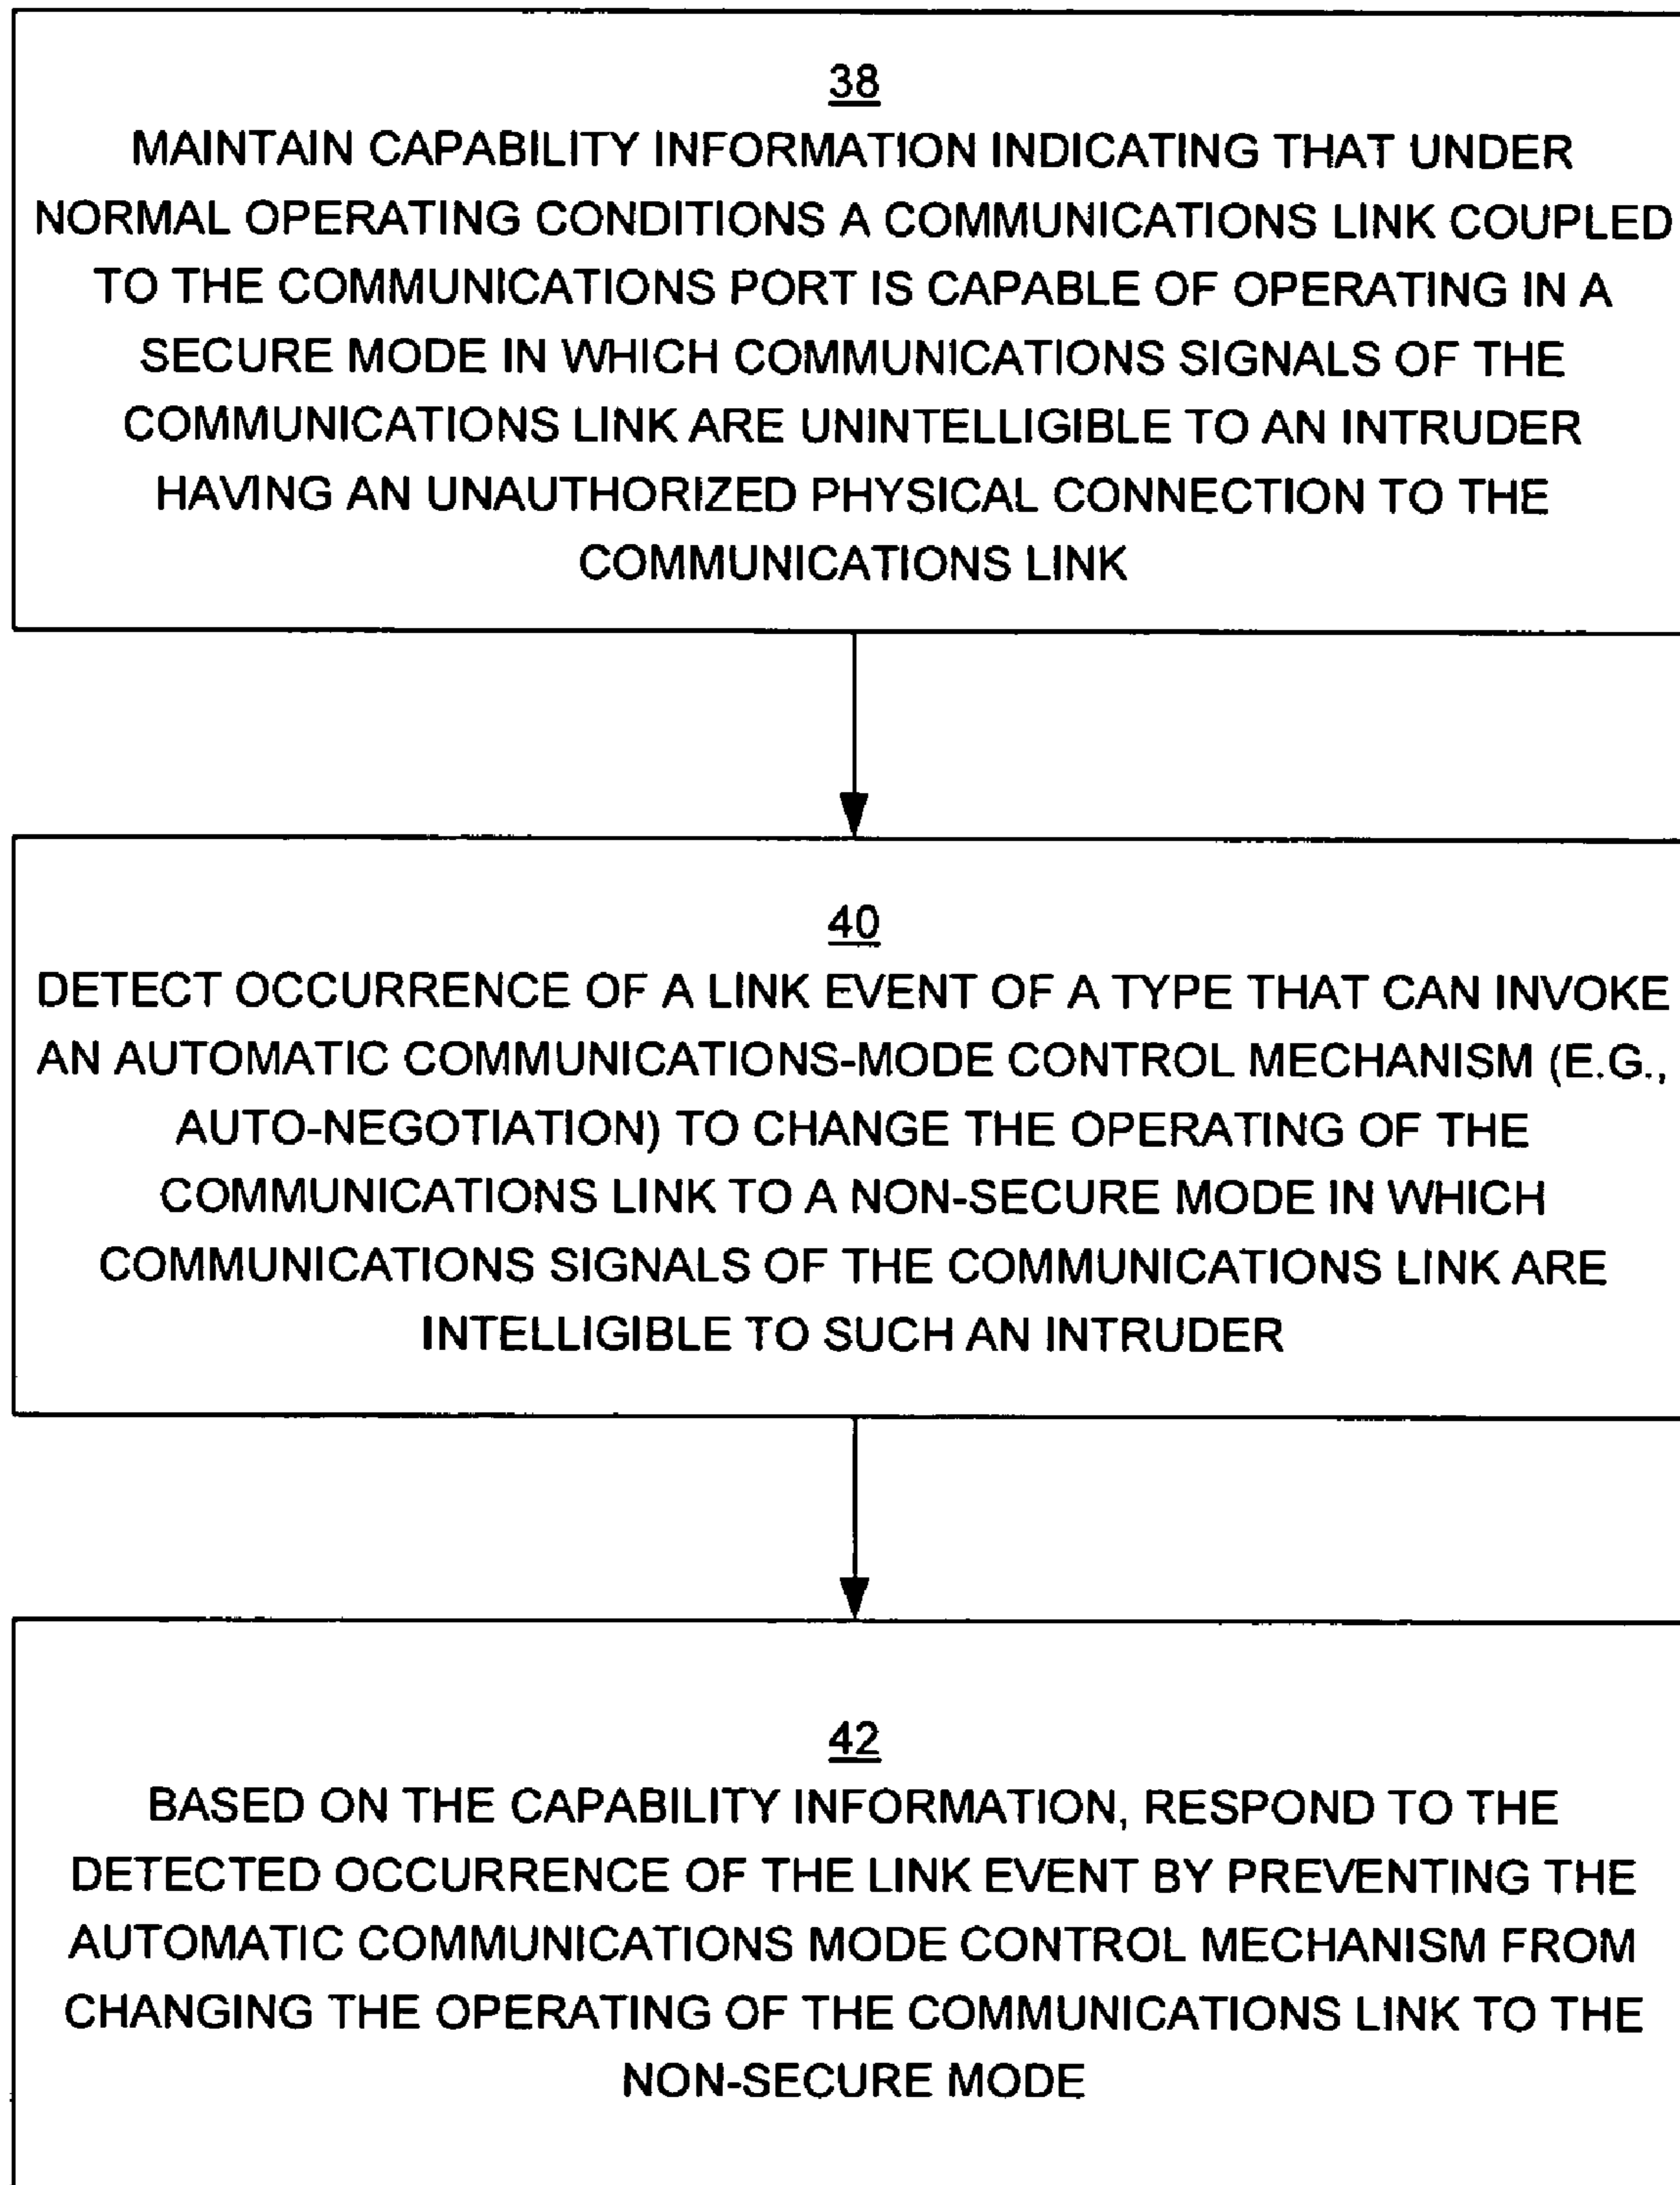 38
MAINTAIN CAPABILITY INFORMATION INDICATING THAT UNDER
NORMAL OPERATING CONDITIONS A COMMUNICATIONS LINK COUPLED
TO THE COMMUNICATIONS PORT IS CAPABLE OF OPERATING IN A
SECURE MODE IN WHICH COMMUNICATIONS SIGNALS OF THE
COMMUNICATIONS LINK ARE UNINTELLIGIBLE TO AN INTRUDER
HAVING AN UNAUTHORIZED PHYSICAL CONNECTION TO THE
COMMUNICATIONS LINK
40
DETECT OCCURRENCE OF A LINK EVENT OF A TYPE THAT CAN INVOKE
AN AUTOMATIC COMMUNICATIONS-MODE CONTROL MECHANISM (E.G.,
AUTO-NEGOTIATION) TO CHANGE THE OPERATING OF THE
COMMUNICATIONS LINK TO A NON-SECURE MODE IN WHICH
COMMUNICATIONS SIGNALS OF THE COMMUNICATIONS LINK ARE
INTELLIGIBLE TO SUCH AN INTRUDER
42
BASED ON THE CAPABILITY INFORMATION, RESPOND TO THE
DETECTED OCCURRENCE OF THE LINK EVENT BY PREVENTING THE
AUTOMATIC COMMUNICATIONS MODE CONTROL MECHANISM FROM
CHANGING THE OPERATING OF THE COMMUNICATIONS LINK TO THE
NON-SECURE MODE